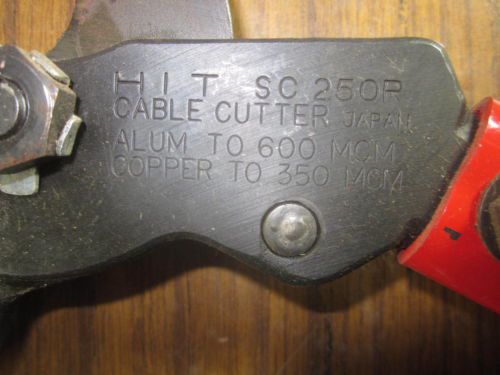 HIT SC 250R
CABLE CUTTER JAPAN
ALUM TO 600 MCM
COPPER TO 350 MCM